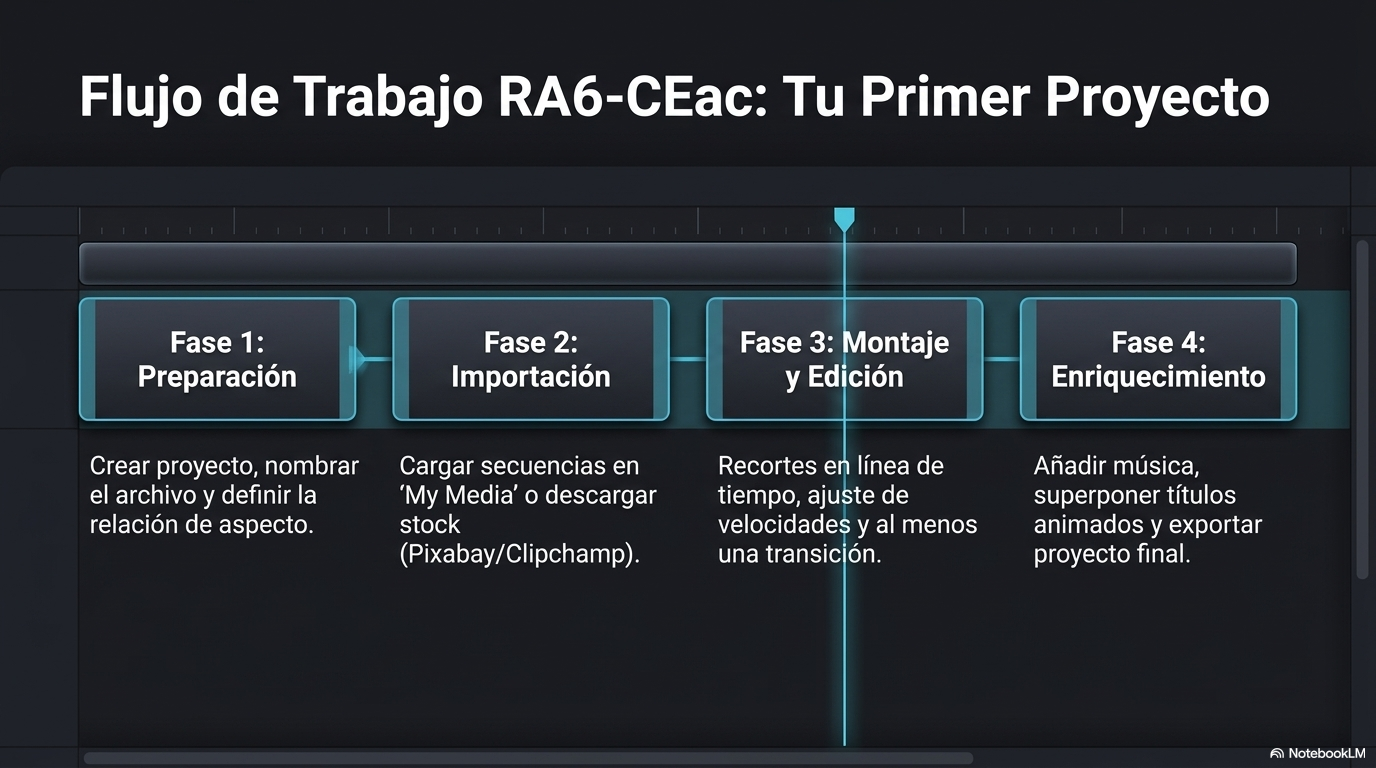 Flujo de Trabajo RA6-CEac: Tu Primer Proyecto
Fase 1:
Preparación
Fase 2:
Importación
Fase 3: Montaje
y Edición
Fase 4:
Enriquecimiento
Crear proyecto, nombrar
el archivo y definir la
relación de aspecto.
Cargar secuencias en
‘My Media’ o descargar
stock
(Pixabay/Clipchamp).
Recortes en línea de
tiempo, ajuste de
velocidades y al menos
una transición.
Añadir música,
superponer títulos
animados y exportar
proyecto final.
NotebookLM